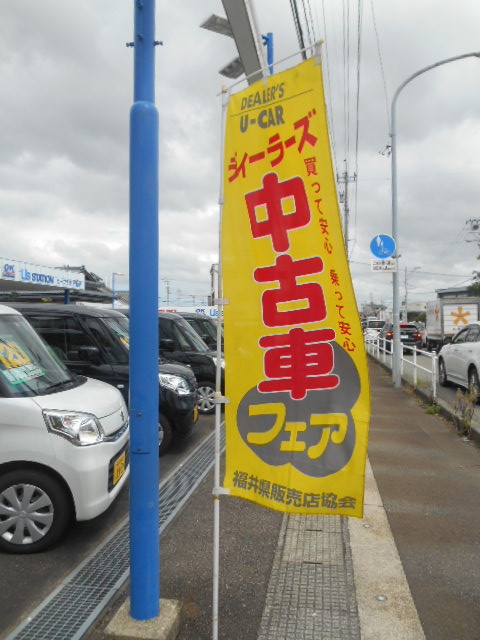 DEALER'S
U-CAR
ディーラーズ
中古車
買って安心 乗って安心
フェア
福井県販売店協会
U's STATION